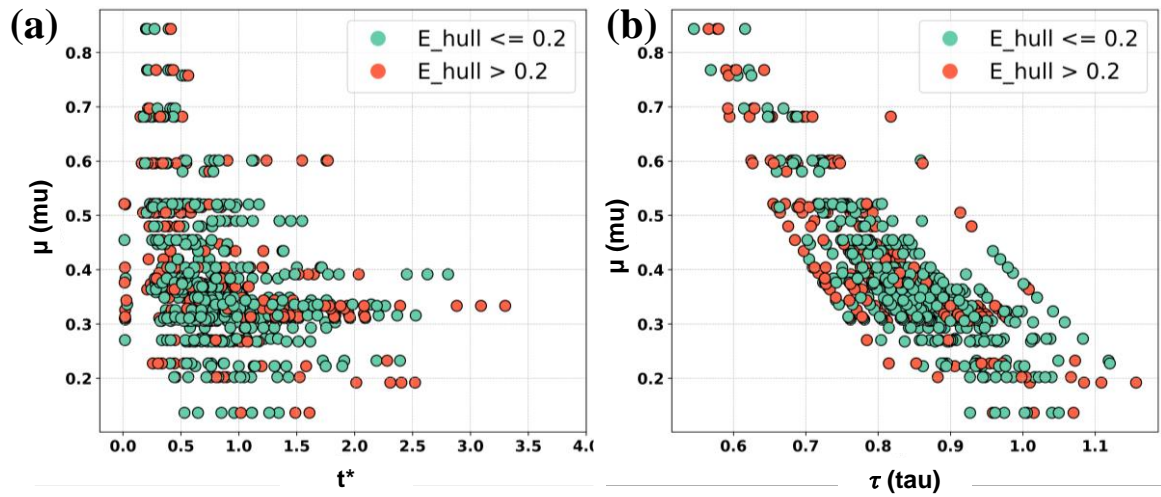 (a)
E_hull <= 0.2
E_hull > 0.2
μ (mu)
0.8
0.7
0.6
0.5
0.4
0.3
0.2
0.0 0.5 1.0 1.5 2.0 2.5 3.0 3.5 4.0
t*
(b)
E_hull <= 0.2
E_hull > 0.2
μ (mu)
0.8
0.7
0.6
0.5
0.4
0.3
0.2
0.6 0.7 0.8 0.9 1.0 1.1
τ (tau)